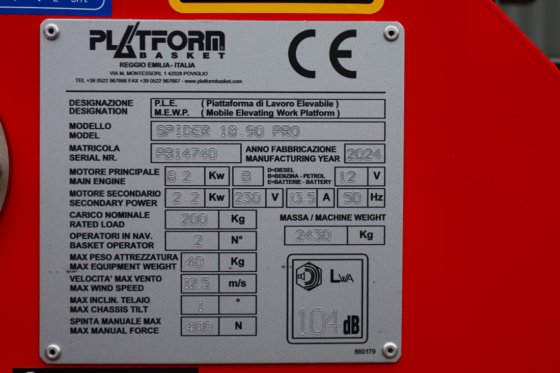 PLATFORM
BASKET
REGGIO EMILIA - ITALIA
VIA M. MONTESSORI, 1 42028 POVIGLIO
TEL +39 0522 967666 FAX +39 0522 967667 - www.platformbasket.com
CE
DESIGNAZIONE P.L.E. ( Piattaforma di Lavoro Elevabile )
DESIGNATION M.E.W.P. ( Mobile Elevating Work Platform )
MODELLO
MODEL SPIDER 18.90 PRO
MATRICOLA ANNO FABBRICAZIONE
SERIAL NR. PB14740 MANUFACTURING YEAR 2024
MOTORE PRINCIPALE D=DIESEL
MAIN ENGINE 8.2 Kw B B=BENZINA - PETROL 12 V
E=BATTERIA - BATTERY
MOTORE SECONDARIO
SECONDARY POWER 2.2 Kw 230 V 13.5 A 50 Hz
CARICO NOMINALE
RATED LOAD 200 Kg MASSA / MACHINE WEIGHT
OPERATORI IN NAV.
BASKET OPERATOR 2 N° 2430 Kg
MAX PESO ATTREZZATURA
MAX EQUIPMENT WEIGHT 40 Kg
VELOCITA' MAX VENTO
MAX WIND SPEED 12.5 m/s LWA
MAX INCLIN. TELAIO
MAX CHASSIS TILT 1 °
SPINTA MANUALE MAX
MAX MANUAL FORCE 400 N 104 dB
860179